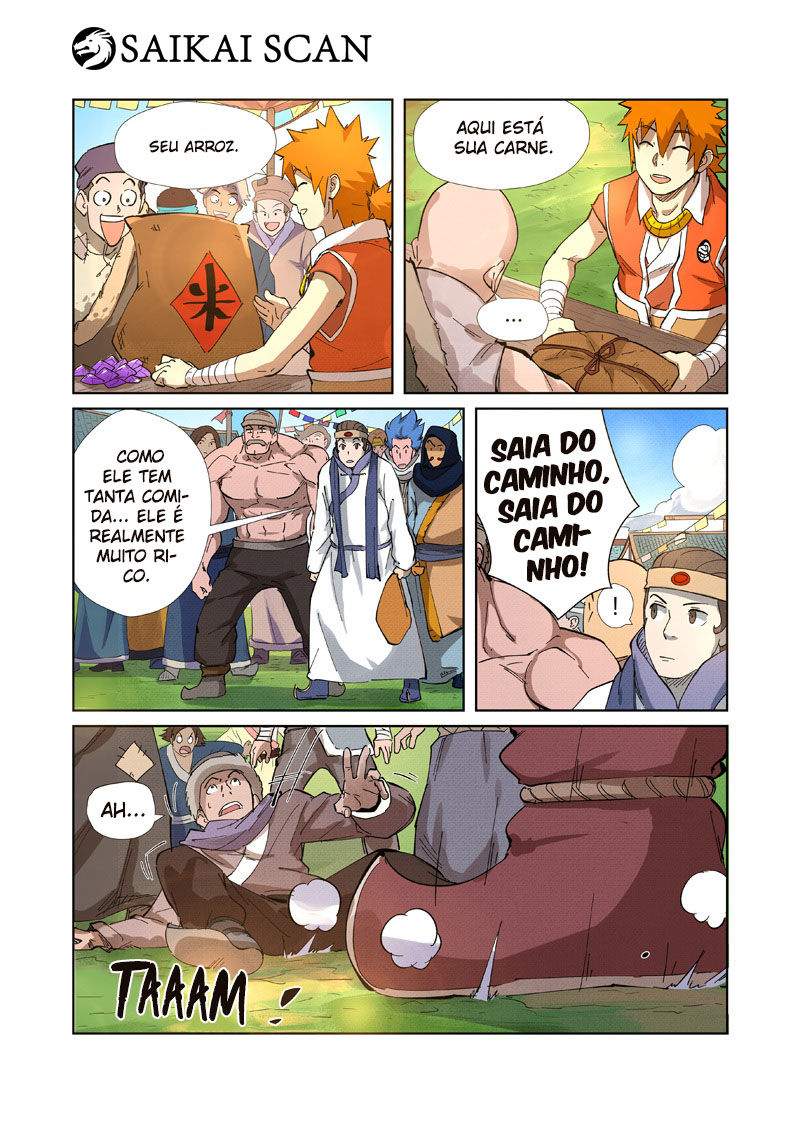 SAIKAI SCAN
SEU ARROZ.
米
AQUI ESTÁ
SUA CARNE.
...
COMO
ELE TEM
TANTA COMI-
DA... ELE É
REALMENTE
MUITO RI-
CO.
SAIA DO
CAMINHO,
SAIA DO
CAMI-
NHO!
!
AH...
TAAAM